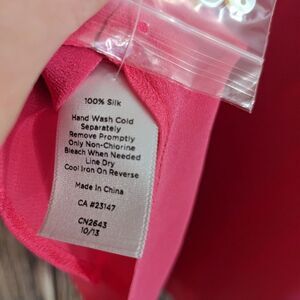 100% Silk
Hand Wash Cold
Separately
Remove Promptly
Only Non-Chlorine
Bleach When Needed
Line Dry
Cool Iron On Reverse
Made In China
CA #23147
CN2643
10/13